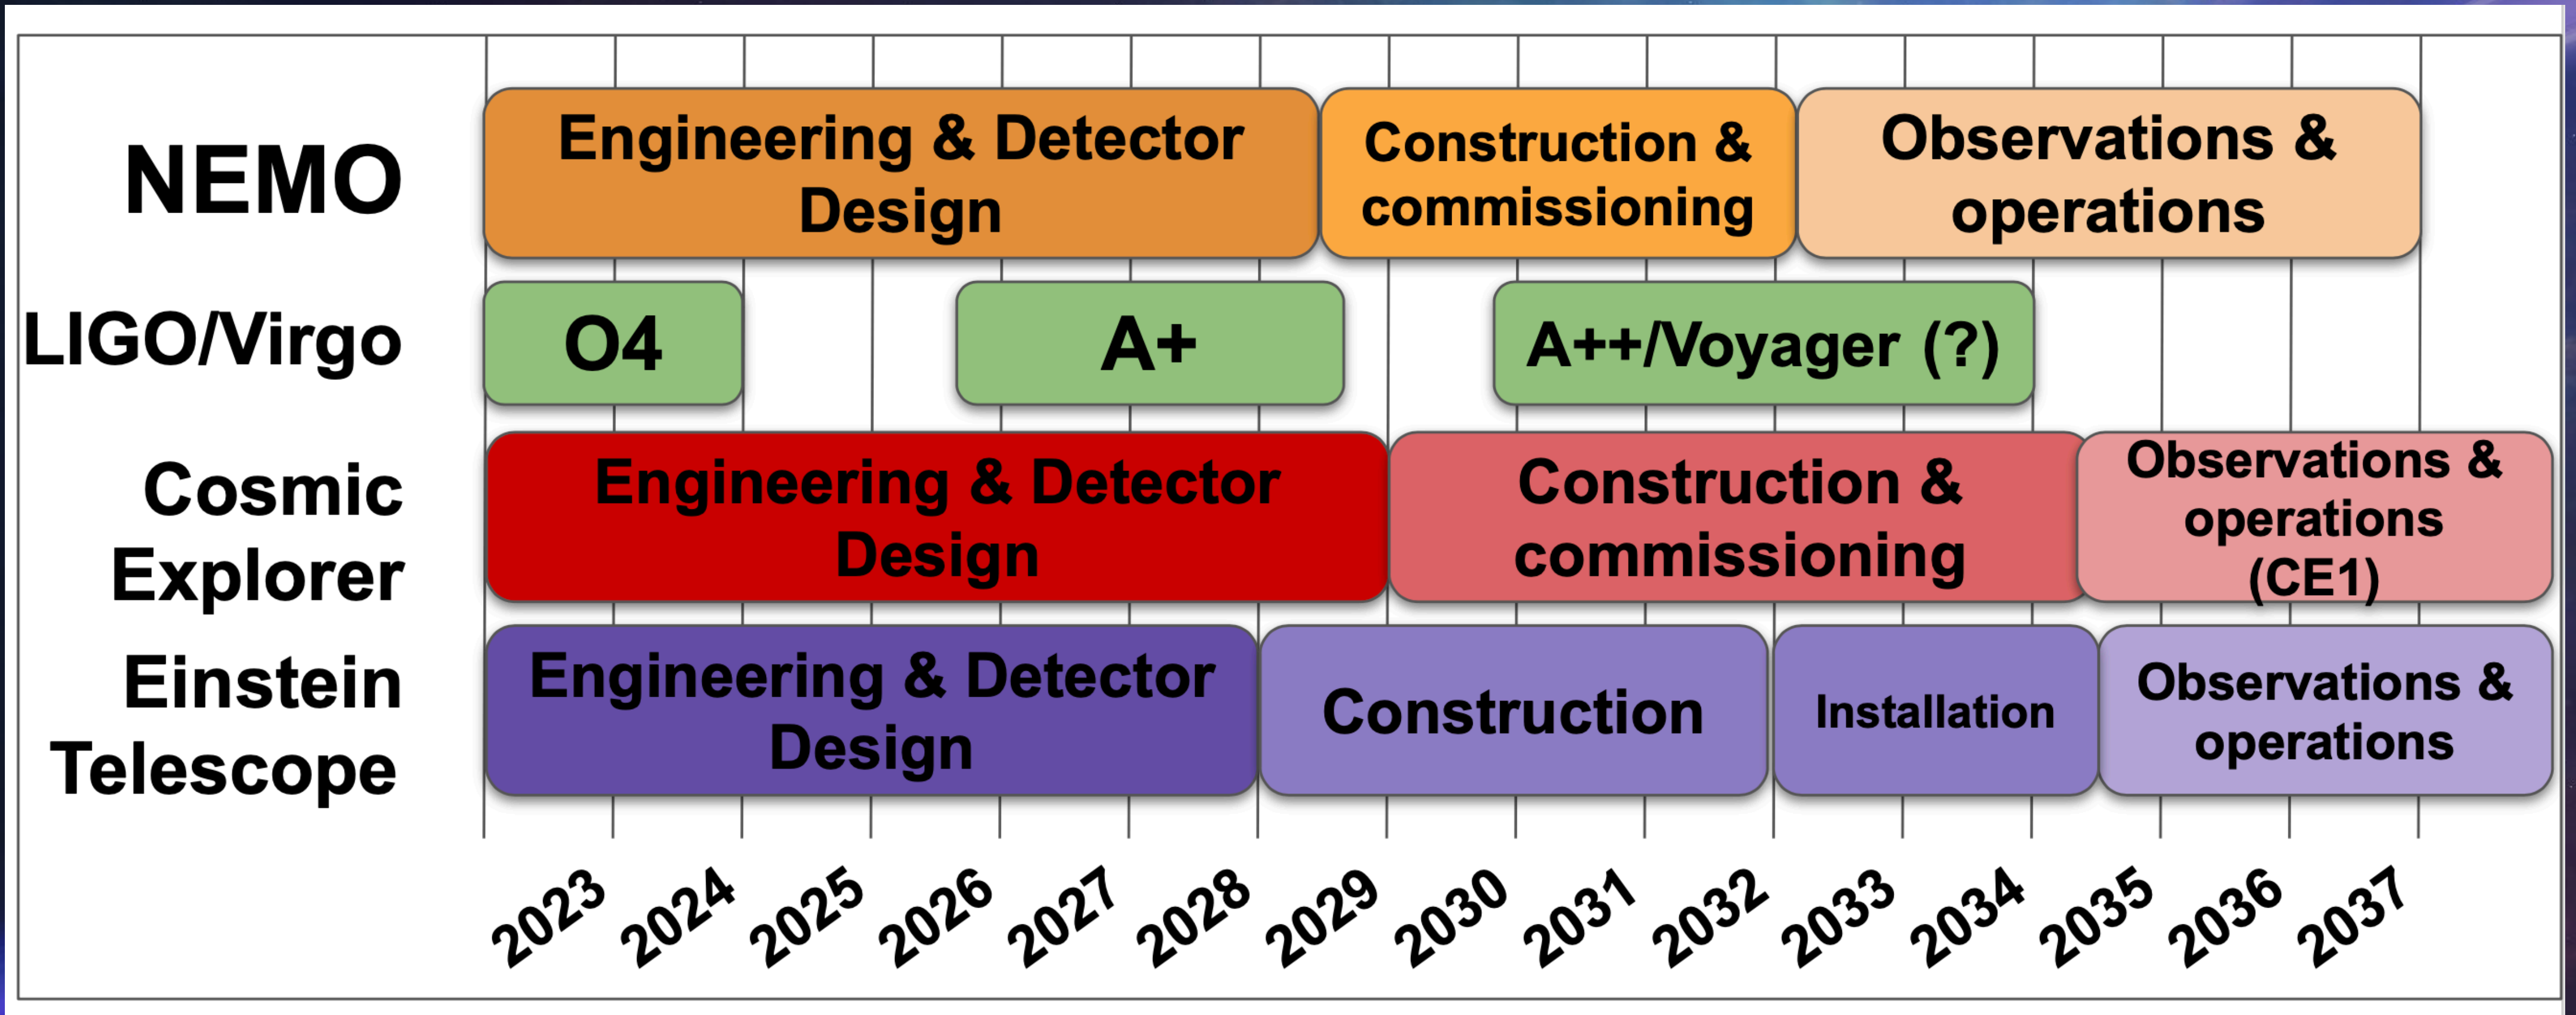 NEMO
Engineering & Detector
Design
Construction &
commissioning
Observations &
operations
LIGO/Virgo
O4
A+
A++/Voyager (?)
Cosmic
Explorer
Engineering & Detector
Design
Construction &
commissioning
Observations &
operations
(CE1)
Einstein
Telescope
Engineering & Detector
Design
Construction
Installation
Observations &
operations
2023
2024
2025
2026
2027
2028
2029
2030
2031
2032
2033
2034
2035
2036
2037